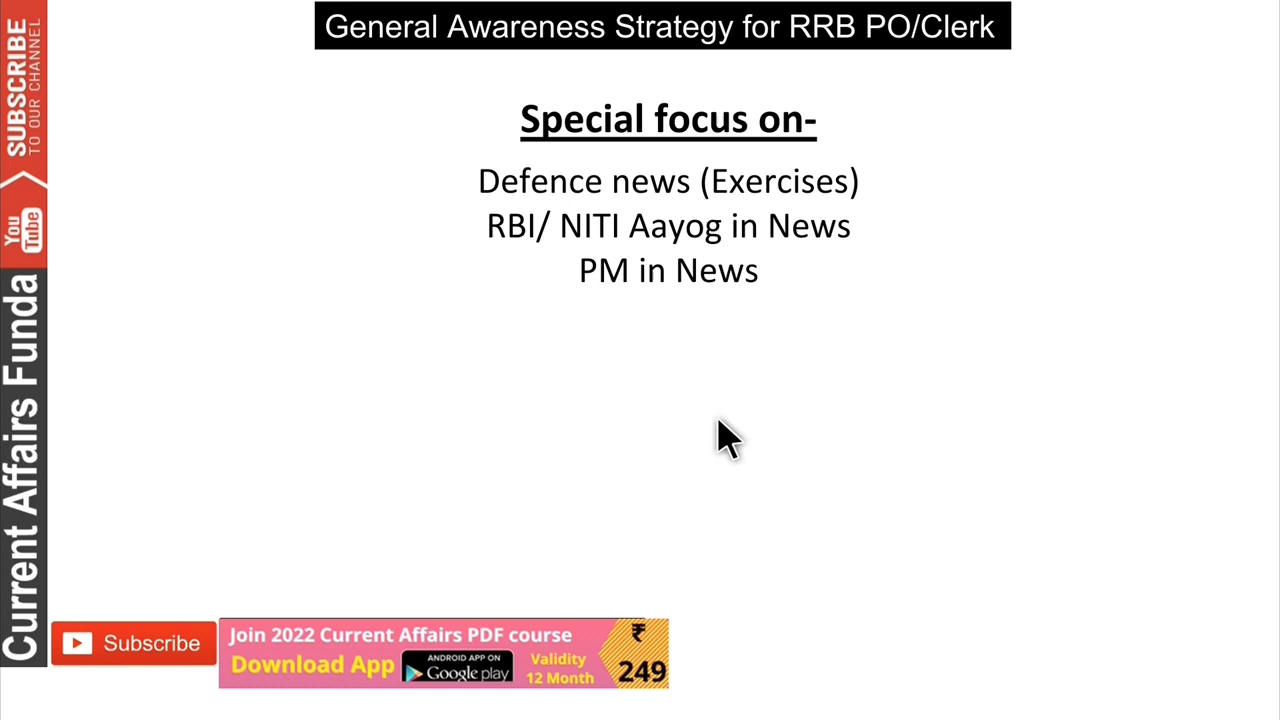 General Awareness Strategy for RRB PO/Clerk
Special focus on-
Defence news (Exercises)
RBI/ NITI Aayog in News
PM in News
SUBSCRIBE
TO OUR CHANNEL
You
Tube
Current Affairs Funda
Subscribe
Join 2022 Current Affairs PDF course
Download App
ANDROID APP ON
Google play
Validity
12 Month
₹
249